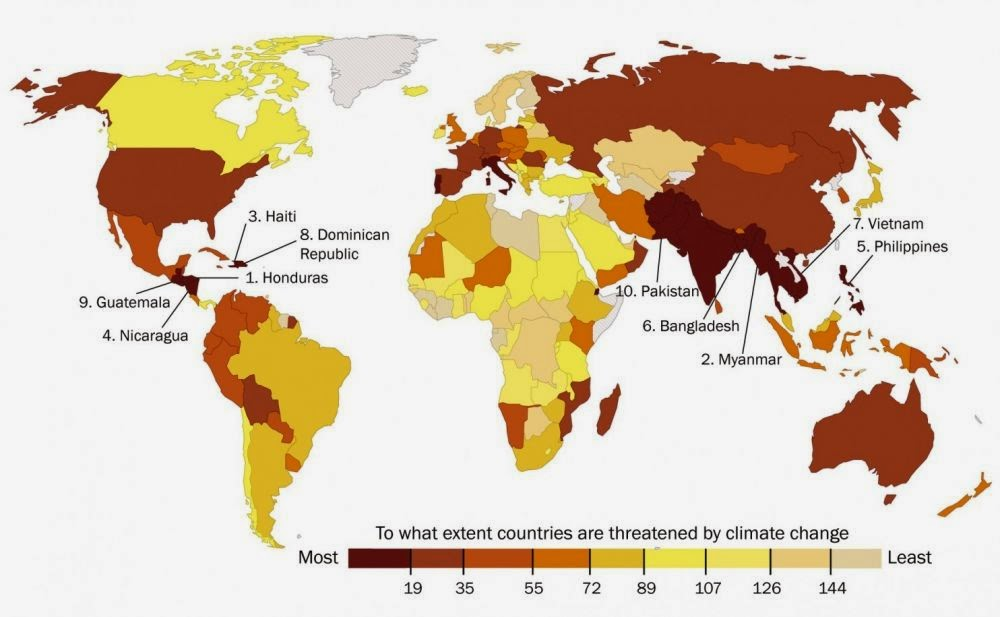 3. Haiti
8. Dominican
Republic
1. Honduras
9. Guatemala
4. Nicaragua
7. Vietnam
5. Philippines
10. Pakistan
6. Bangladesh
2. Myanmar
To what extent countries are threatened by climate change
Most
Least
19 35 55 72 89 107 126 144